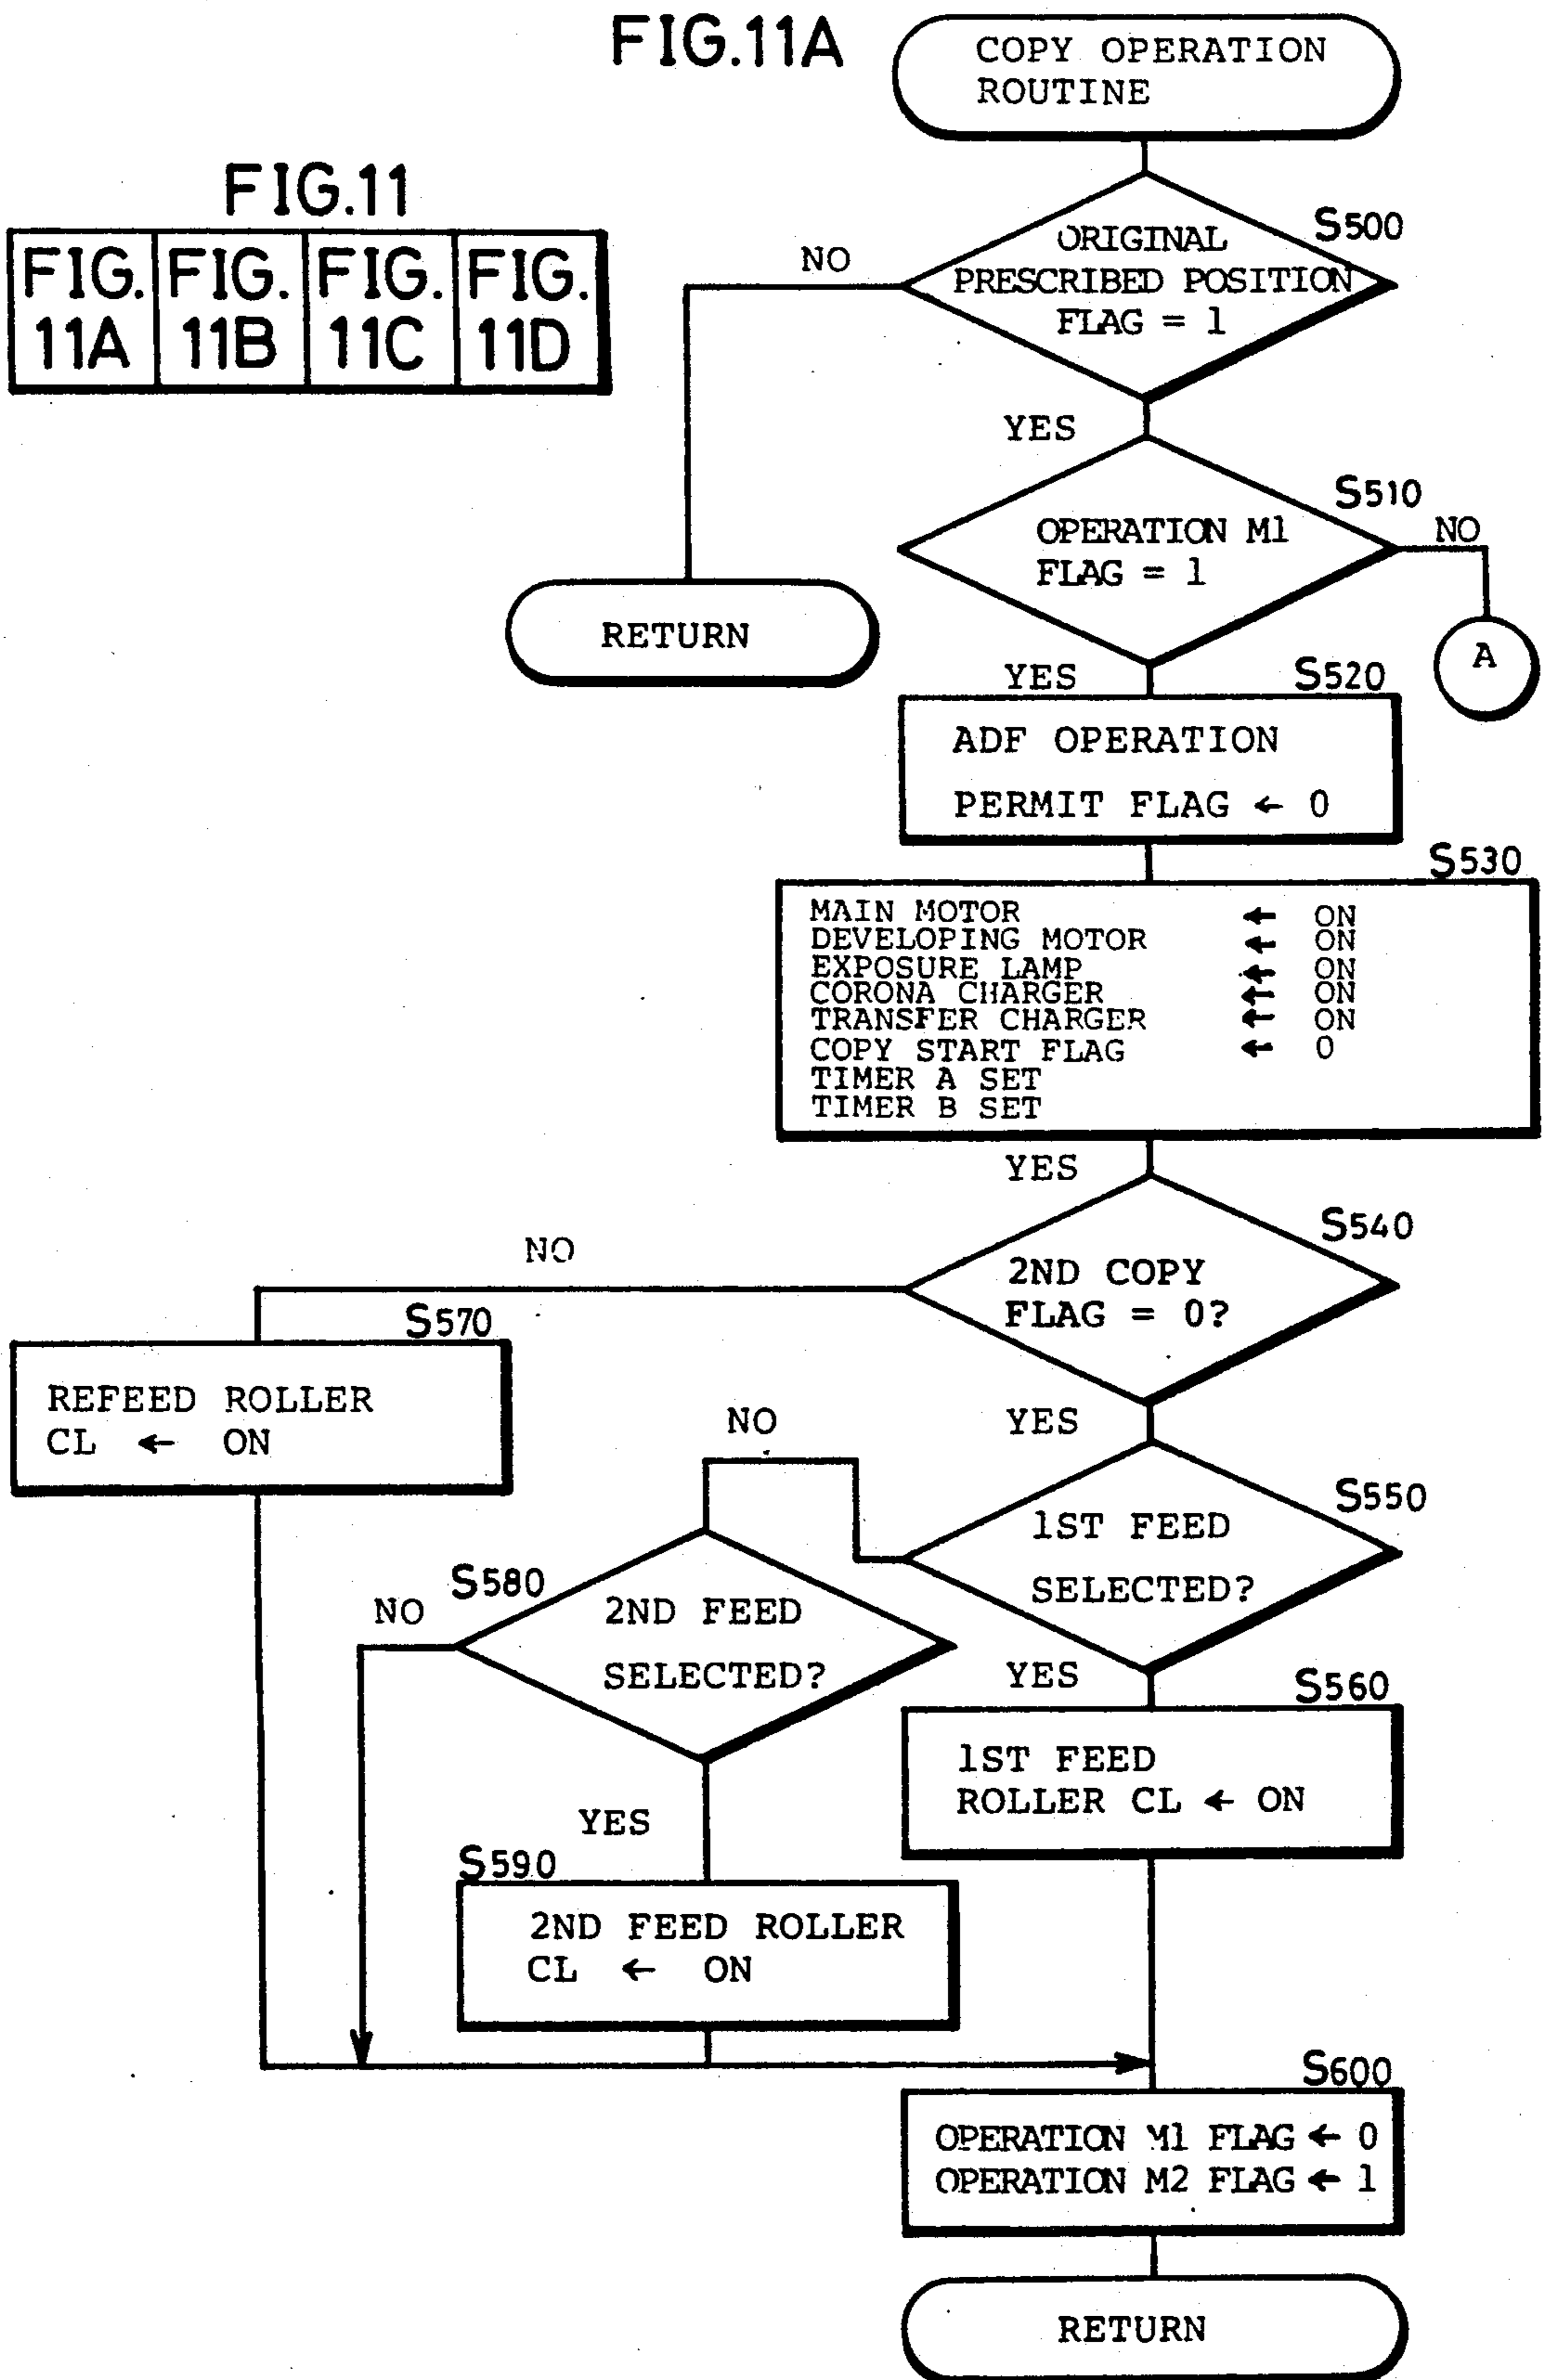 FIG.11A
COPY OPERATION
ROUTINE
FIG.11
FIG. FIG. FIG. FIG.
11A 11B 11C 11D
S500
ORIGINAL
PRESCRIBED POSITION
FLAG = 1
NO
YES
S510
OPERATION M1
FLAG = 1
NO
A
RETURN
YES
S520
ADF OPERATION
PERMIT FLAG ← 0
S530
MAIN MOTOR ← ON
DEVELOPING MOTOR ← ON
EXPOSURE LAMP ← ON
CORONA CHARGER ← ON
TRANSFER CHARGER ← ON
COPY START FLAG ← 0
TIMER A SET
TIMER B SET
YES
S540
2ND COPY
FLAG = 0?
NO
S570
REFEED ROLLER
CL ← ON
YES
NO
S550
1ST FEED
SELECTED?
S580
2ND FEED
SELECTED?
NO
YES
S560
1ST FEED
ROLLER CL ← ON
YES
S590
2ND FEED ROLLER
CL ← ON
S600
OPERATION M1 FLAG ← 0
OPERATION M2 FLAG ← 1
RETURN